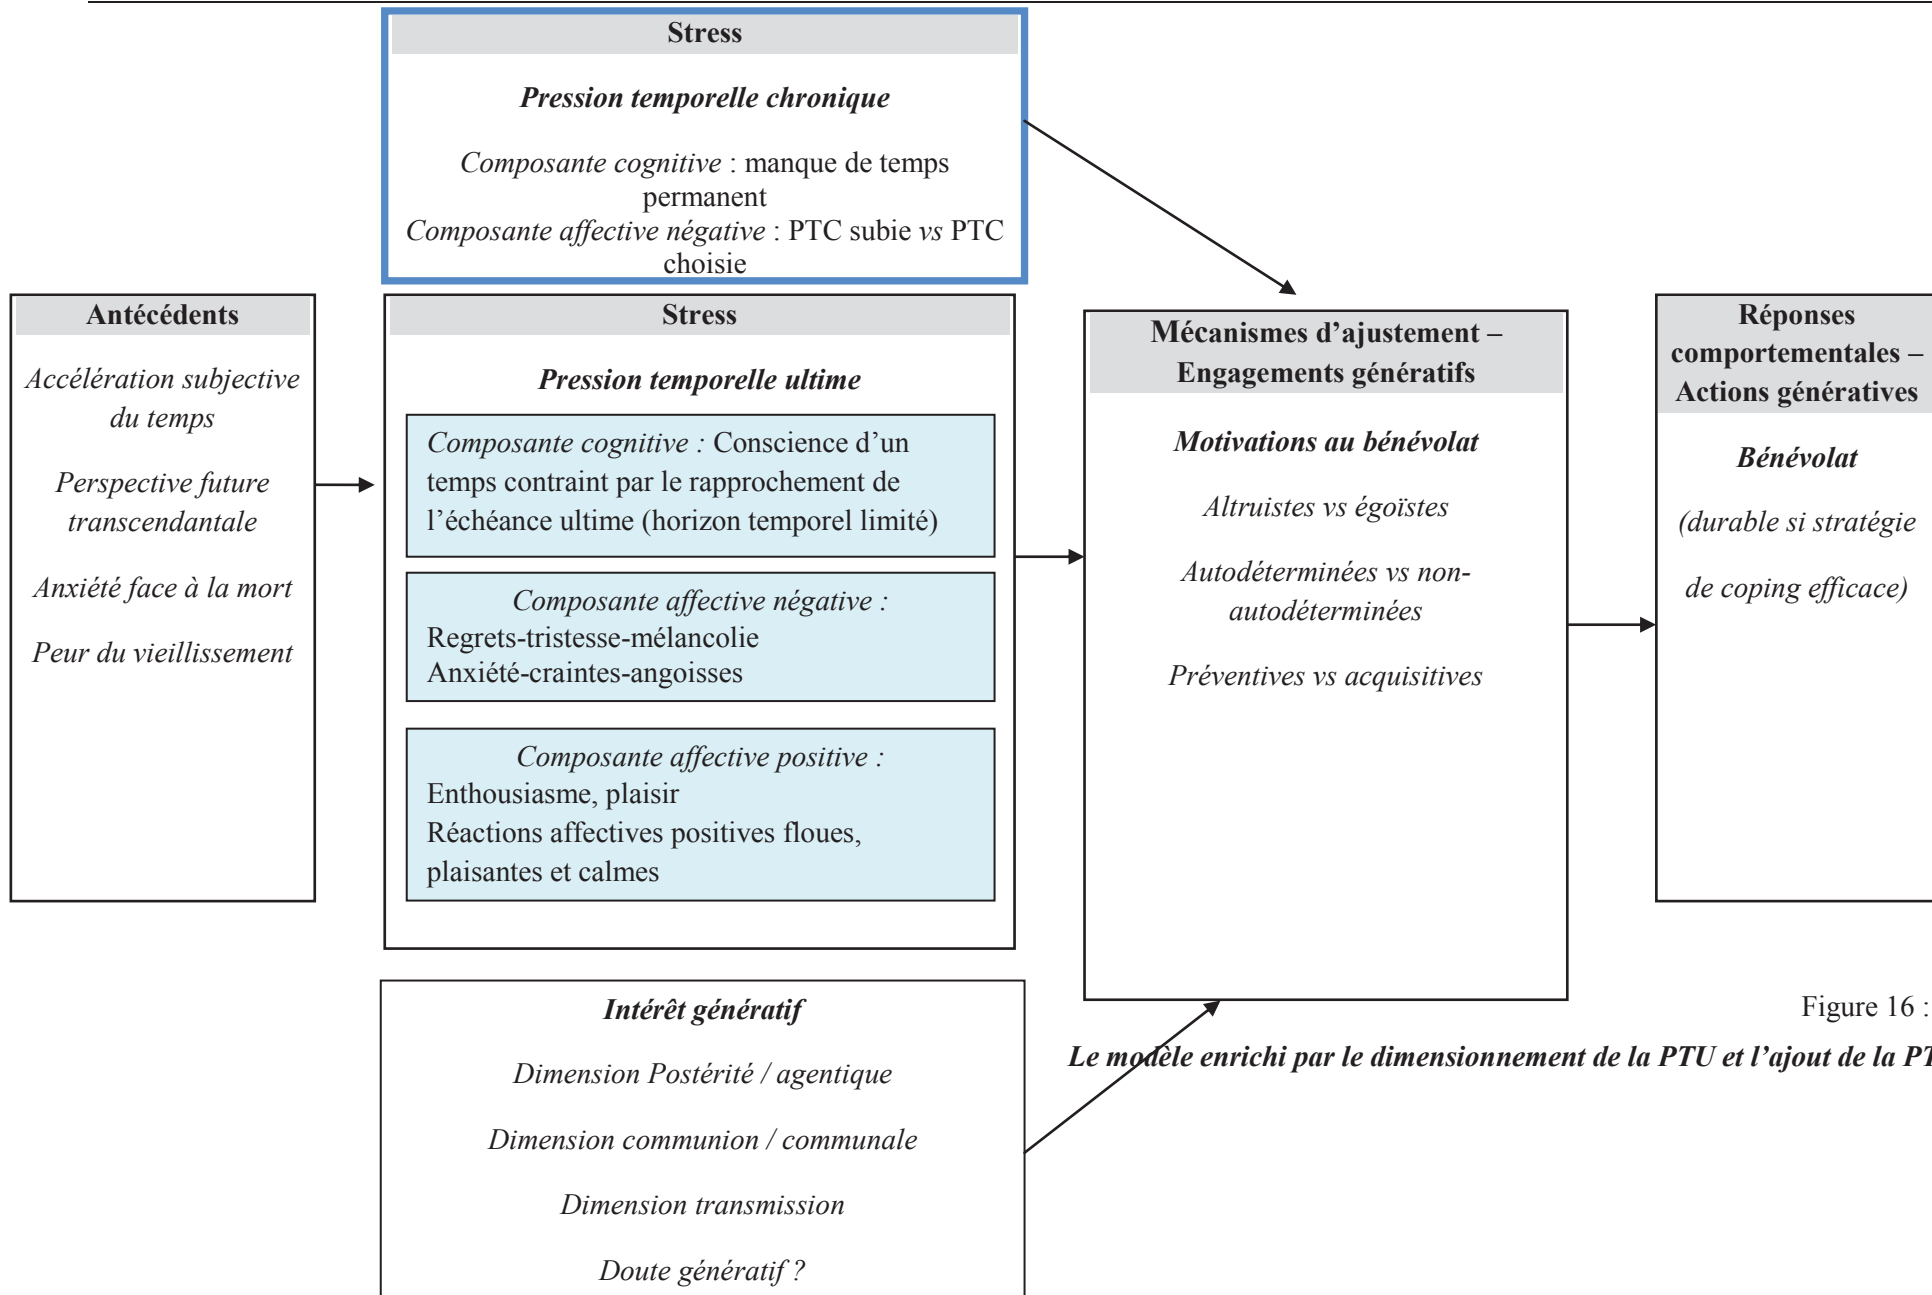 Stress
Pression temporelle chronique
Composante cognitive : manque de temps
permanent
Composante affective négative : PTC subie vs PTC
choisie
Antécédents
Accélération subjective
du temps
Perspective future
transcendantale
Anxiété face à la mort
Peur du vieillissement
Stress
Pression temporelle ultime
Composante cognitive : Conscience d’un
temps contraint par le rapprochement de
l’échéance ultime (horizon temporel limité)
Composante affective négative :
Regrets-tristesse-mélancolie
Anxiété-craintes-angoisses
Composante affective positive :
Enthousiasme, plaisir
Réactions affectives positives floues,
plaisantes et calmes
Mécanismes d’ajustement –
Engagements génératifs
Motivations au bénévolat
Altruistes vs égoïstes
Autodéterminées vs non-
autodéterminées
Préventives vs acquisitives
Réponses
comportementales –
Actions génératives
Bénévolat
(durable si stratégie
de coping efficace)
Intérêt génératif
Dimension Postérité / agentique
Dimension communion / communale
Dimension transmission
Doute génératif ?
Figure 16 :
Le modèle enrichi par le dimensionnement de la PTU et l’ajout de la